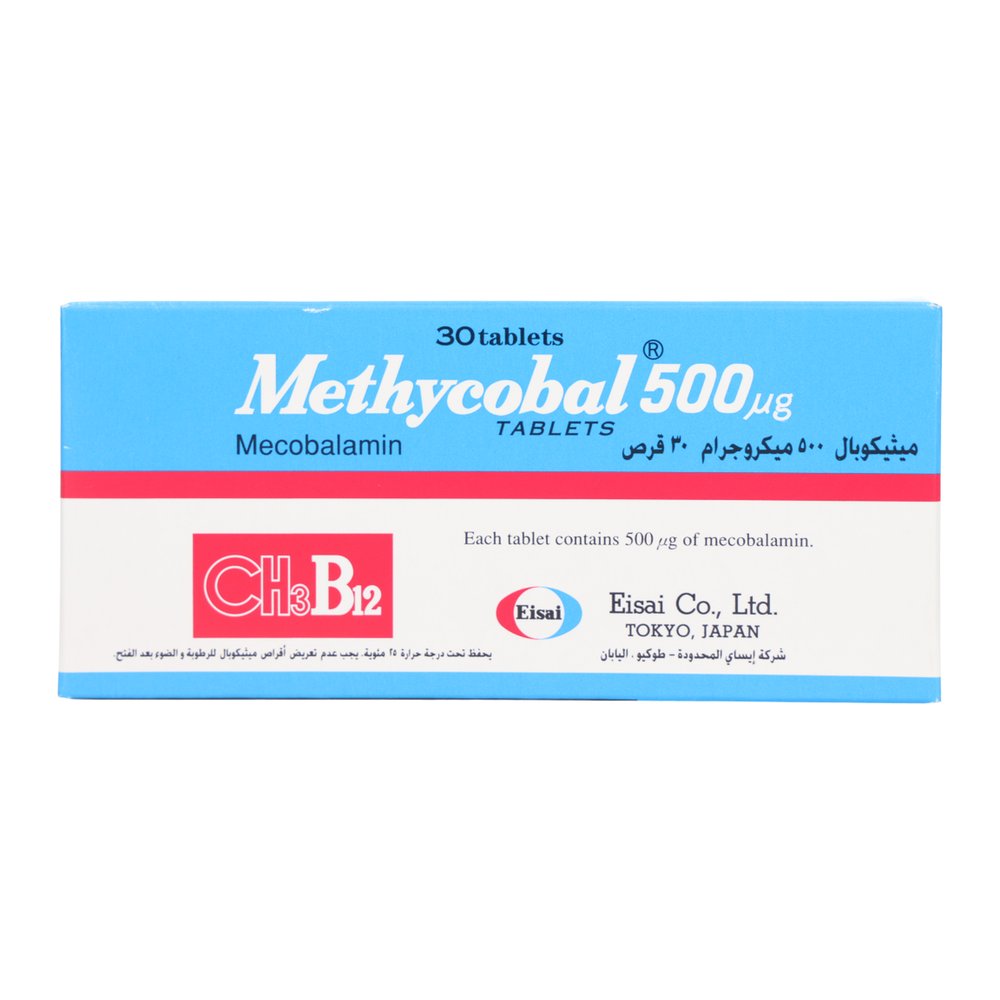 30 tablets
Methycobal® 500 µg
TABLETS
Mecobalamin
ميثيكوبال ٥٠٠ ميكروجرام ٣٠ قرص
Each tablet contains 500 µg of mecobalamin.
CH3B12
Eisai
Eisai Co., Ltd.
TOKYO, JAPAN
شركة إيساي المحدودة – طوكيو . اليابان
يحفظ تحت درجة حرارة ٢٥ مئوية. يجب عدم تعريض أقراص ميثيكوبال للرطوبة و الضوء بعد الفتح.